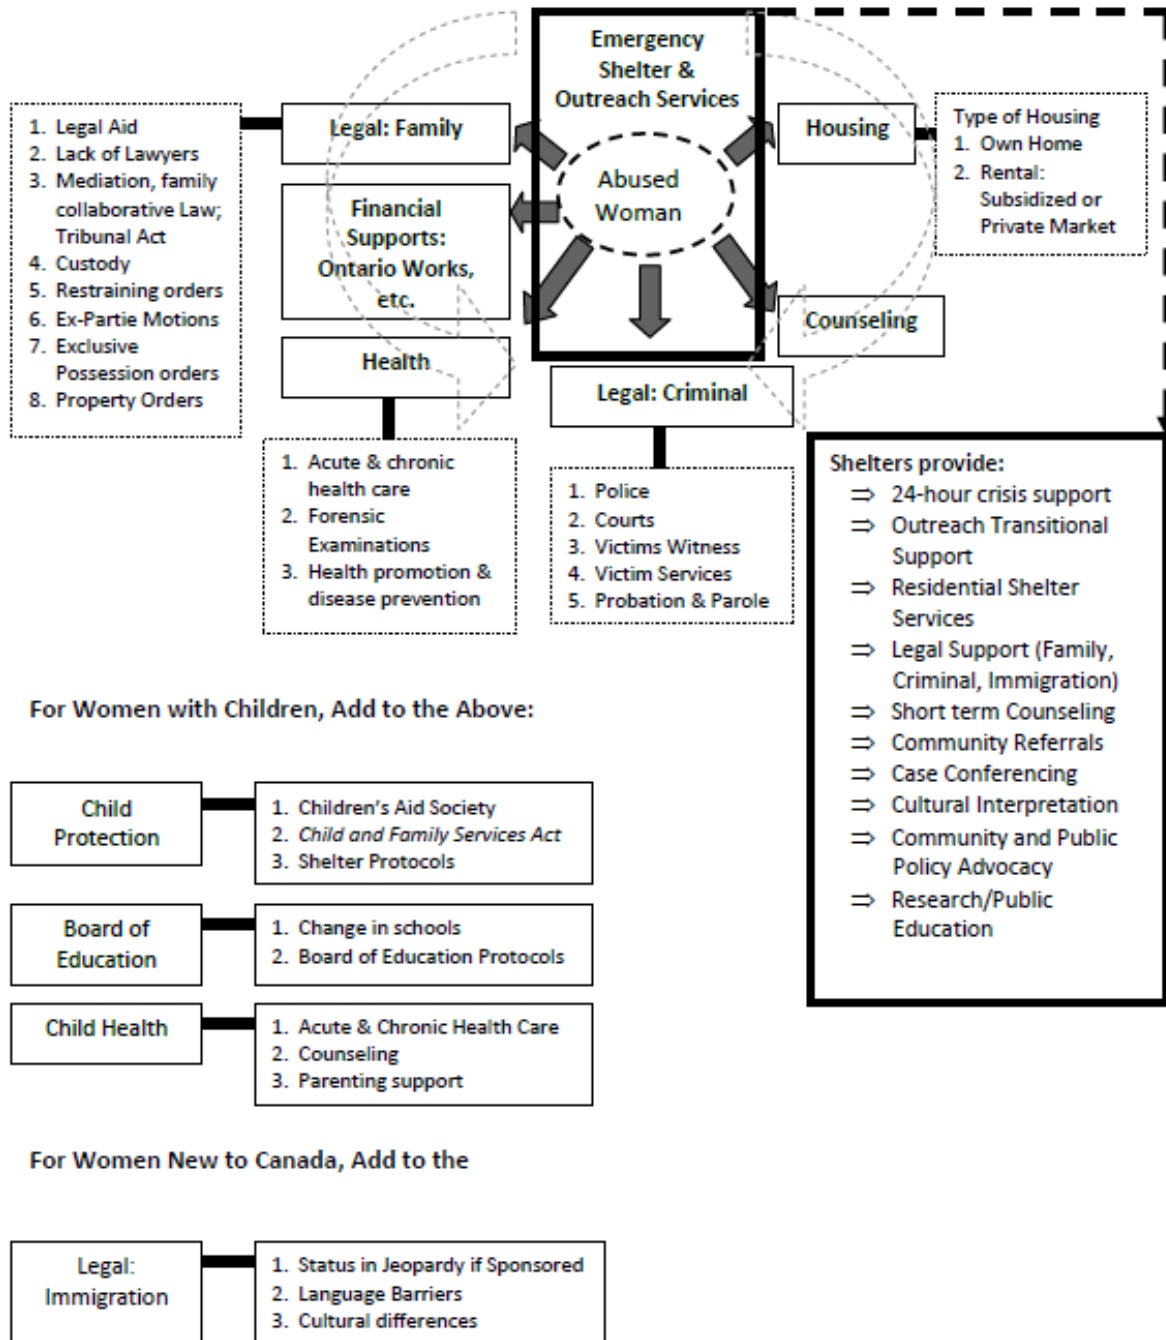 Emergency
Shelter &
Outreach Services
Abused
Woman
Legal: Family
1. Legal Aid
2. Lack of Lawyers
3. Mediation, family
collaborative Law;
Tribunal Act
4. Custody
5. Restraining orders
6. Ex-Partie Motions
7. Exclusive
Possession orders
8. Property Orders
Financial
Supports:
Ontario Works,
etc.
Health
1. Acute & chronic
health care
2. Forensic
Examinations
3. Health promotion &
disease prevention
Legal: Criminal
1. Police
2. Courts
3. Victims Witness
4. Victim Services
5. Probation & Parole
Housing
Type of Housing
1. Own Home
2. Rental:
Subsidized or
Private Market
Counseling
Shelters provide:
⇒ 24-hour crisis support
⇒ Outreach Transitional
Support
⇒ Residential Shelter
Services
⇒ Legal Support (Family,
Criminal, Immigration)
⇒ Short term Counseling
⇒ Community Referrals
⇒ Case Conferencing
⇒ Cultural Interpretation
⇒ Community and Public
Policy Advocacy
⇒ Research/Public
Education
For Women with Children, Add to the Above:
Child
Protection
1. Children's Aid Society
2. Child and Family Services Act
3. Shelter Protocols
Board of
Education
1. Change in schools
2. Board of Education Protocols
Child Health
1. Acute & Chronic Health Care
2. Counseling
3. Parenting support
For Women New to Canada, Add to the
Legal:
Immigration
1. Status in Jeopardy if Sponsored
2. Language Barriers
3. Cultural differences